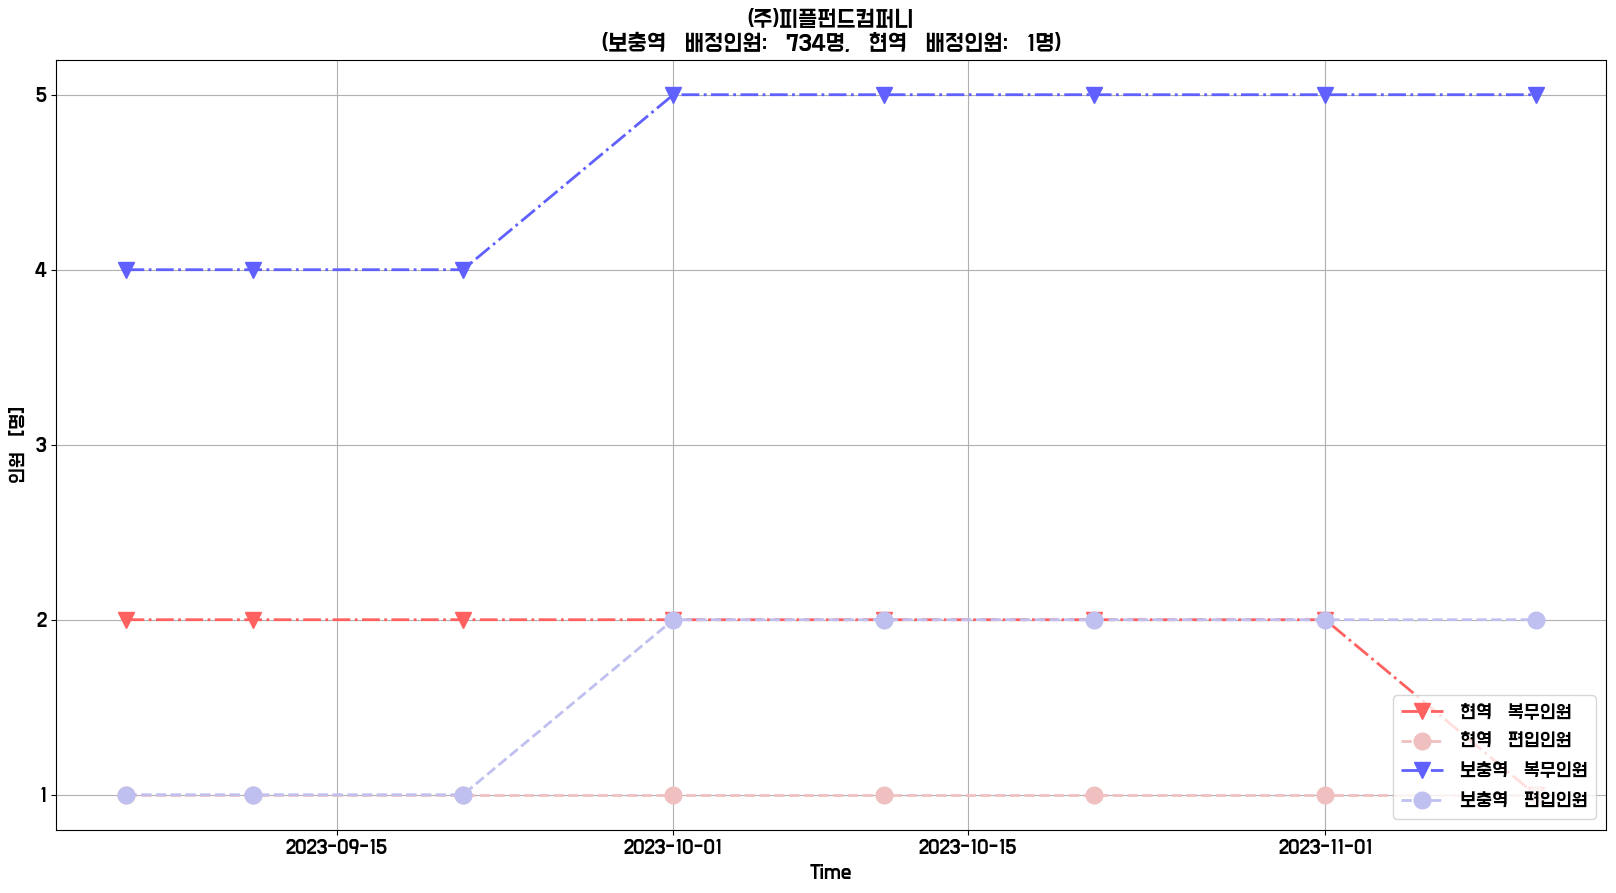 (주)피플펀드컴퍼니
(보충역 배정인원: 734명, 현역 배정인원: 1명)
5
4
3
2
1
인원 [명]
2023-09-15
2023-10-01
2023-10-15
2023-11-01
Time
현역 복무인원
현역 편입인원
보충역 복무인원
보충역 편입인원